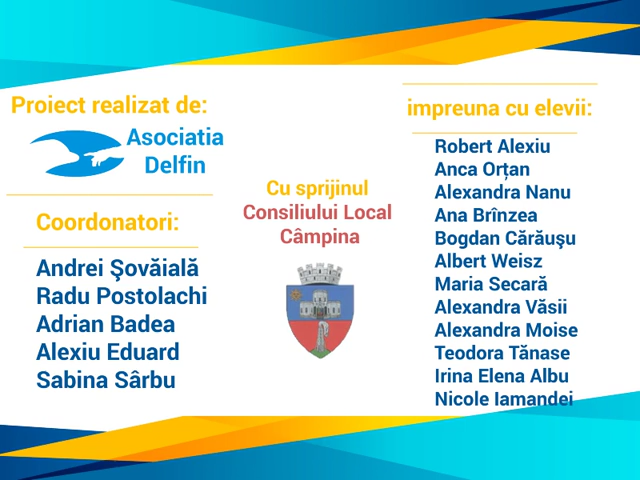 Proiect realizat de:
Asociatia
Delfin
Coordonatori:
Andrei Şovăială
Radu Postolachi
Adrian Badea
Alexiu Eduard
Sabina Sârbu
Cu sprijinul
Consiliului Local
Câmpina
impreuna cu elevii:
Robert Alexiu
Anca Orțan
Alexandra Nanu
Ana Brînzea
Bogdan Cărăuşu
Albert Weisz
Maria Secară
Alexandra Văsii
Alexandra Moise
Teodora Tănase
Irina Elena Albu
Nicole Iamandei